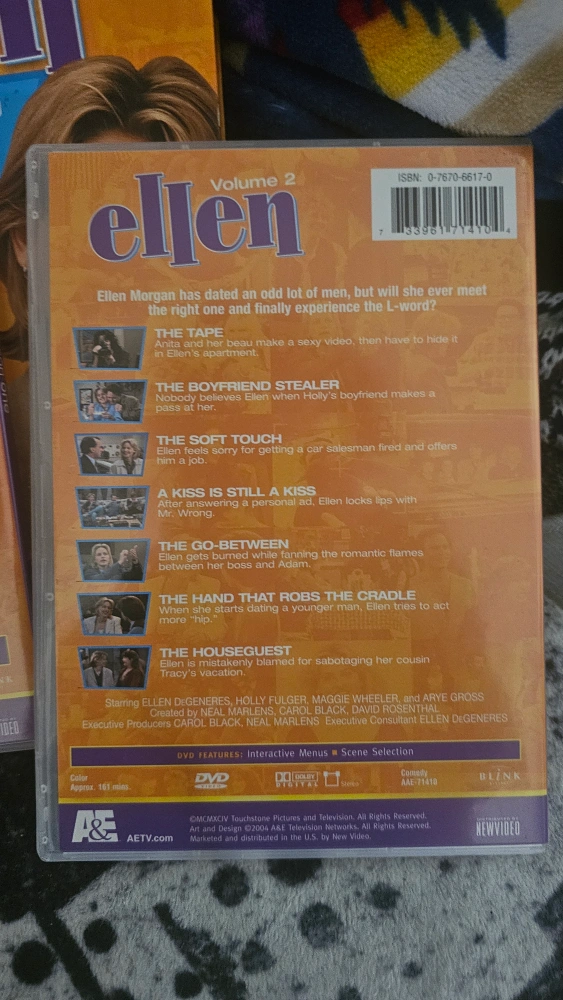 Volume 2
ellen
ISBN: 0-7670-6617-0
7 33961 71410 4
Ellen Morgan has dated an odd lot of men, but will she ever meet
the right one and finally experience the L-word?
THE TAPE
Anita and her beau make a sexy video, then have to hide it
in Ellen's apartment.
THE BOYFRIEND STEALER
Nobody believes Ellen when Holly's boyfriend makes a
pass at her.
THE SOFT TOUCH
Ellen feels sorry for getting a car salesman fired and offers
him a job.
A KISS IS STILL A KISS
After answering a personal ad, Ellen locks lips with
Mr. Wrong.
THE GO-BETWEEN
Ellen gets burned while fanning the romantic flames
between her boss and Adam.
THE HAND THAT ROBS THE CRADLE
When she starts dating a younger man, Ellen tries to act
more "hip."
THE HOUSEGUEST
Ellen is mistakenly blamed for sabotaging her cousin
Tracy's vacation.
Starring ELLEN DeGENERES, HOLLY FULGER, MAGGIE WHEELER, and ARYE GROSS
Created by NEAL MARLENS, CAROL BLACK, DAVID ROSENTHAL
Executive Producers CAROL BLACK, NEAL MARLENS Executive Consultant ELLEN DeGENERES
DVD FEATURES: Interactive Menus ■ Scene Selection
Color
Approx. 161 mins.
DVD
VIDEO
DOLBY
DIGITAL
Stereo
Comedy
AAE-71410
BLINK
A&E
AETV.com
©MCMXCIV Touchstone Pictures and Television. All Rights Reserved.
Art and Design ©2004 A&E Television Networks. All Rights Reserved.
Marketed and distributed in the U.S. by New Video.
DISTRIBUTED BY
NEWVIDEO